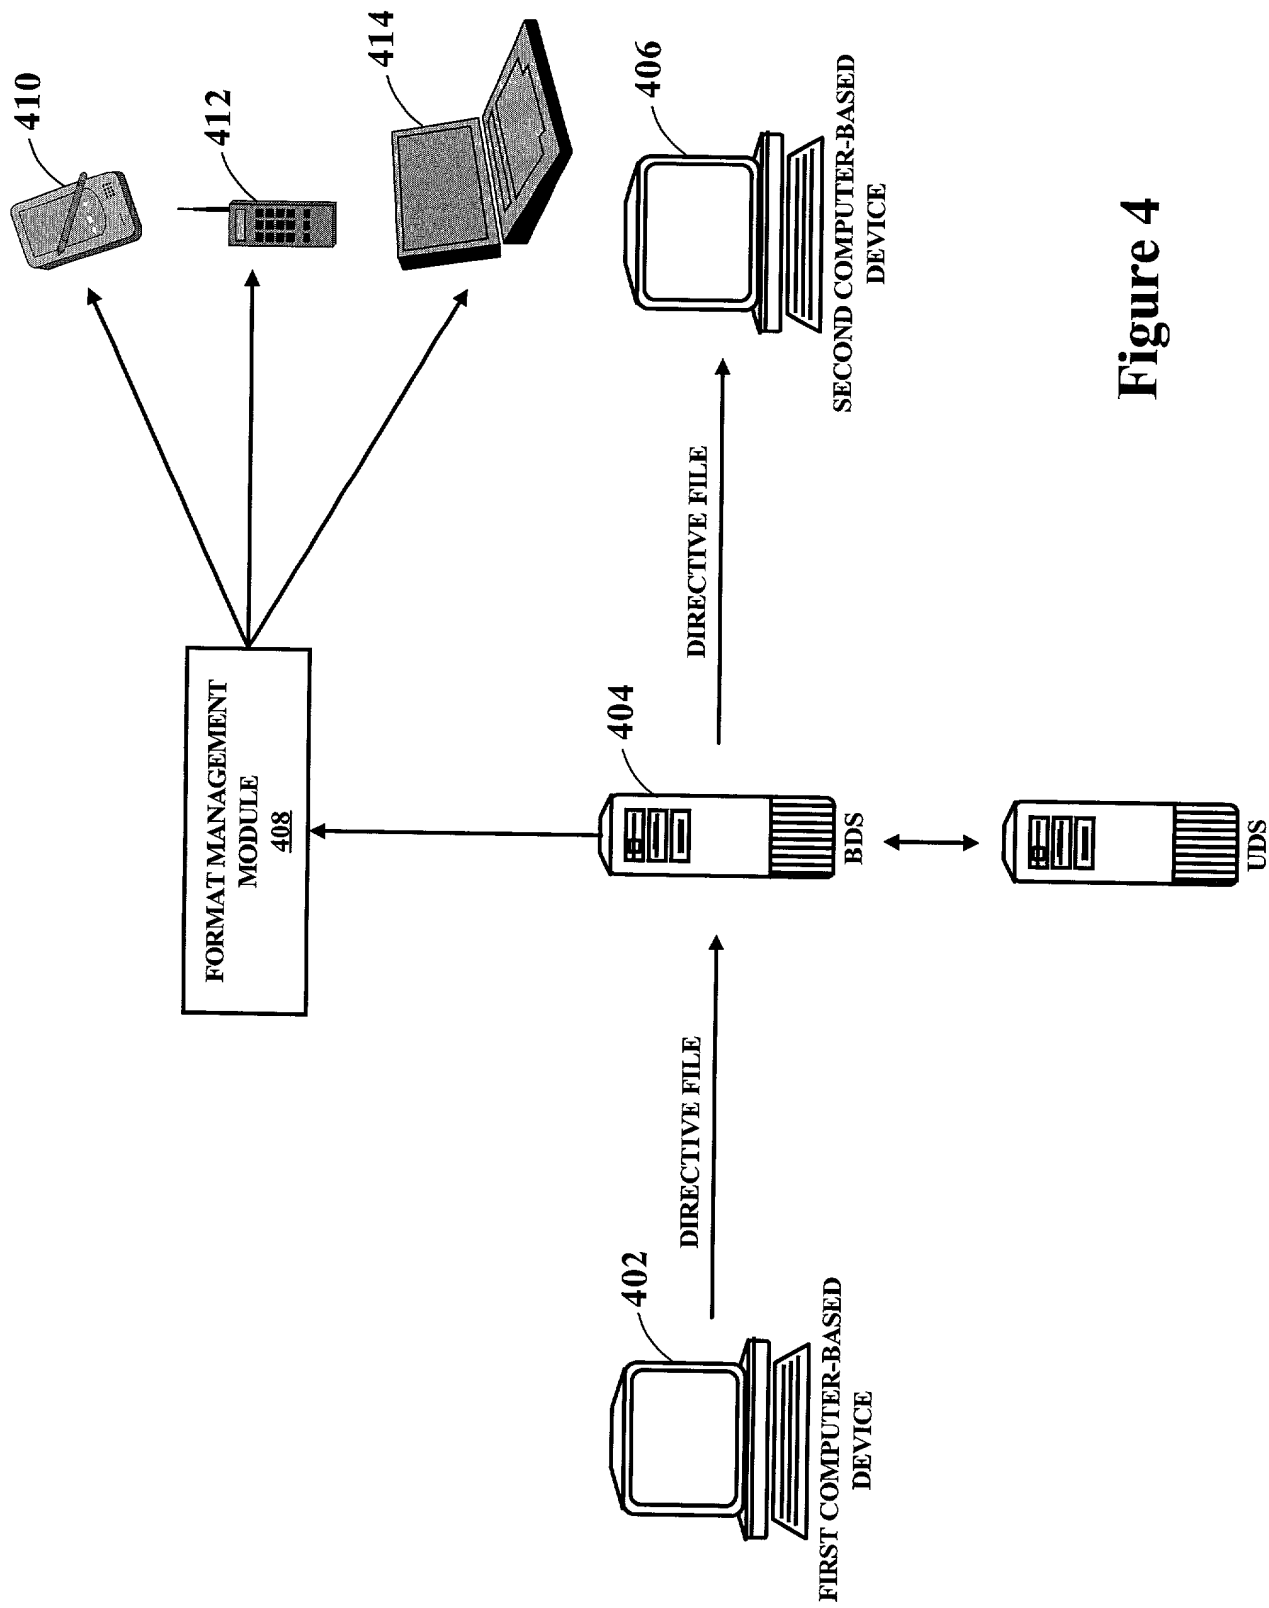 410
412
414
FORMAT MANAGEMENT
MODULE
408
402
DIRECTIVE FILE
404
DIRECTIVE FILE
406
FIRST COMPUTER-BASED
DEVICE
BDS
SECOND COMPUTER-BASED
DEVICE
UDS
Figure 4